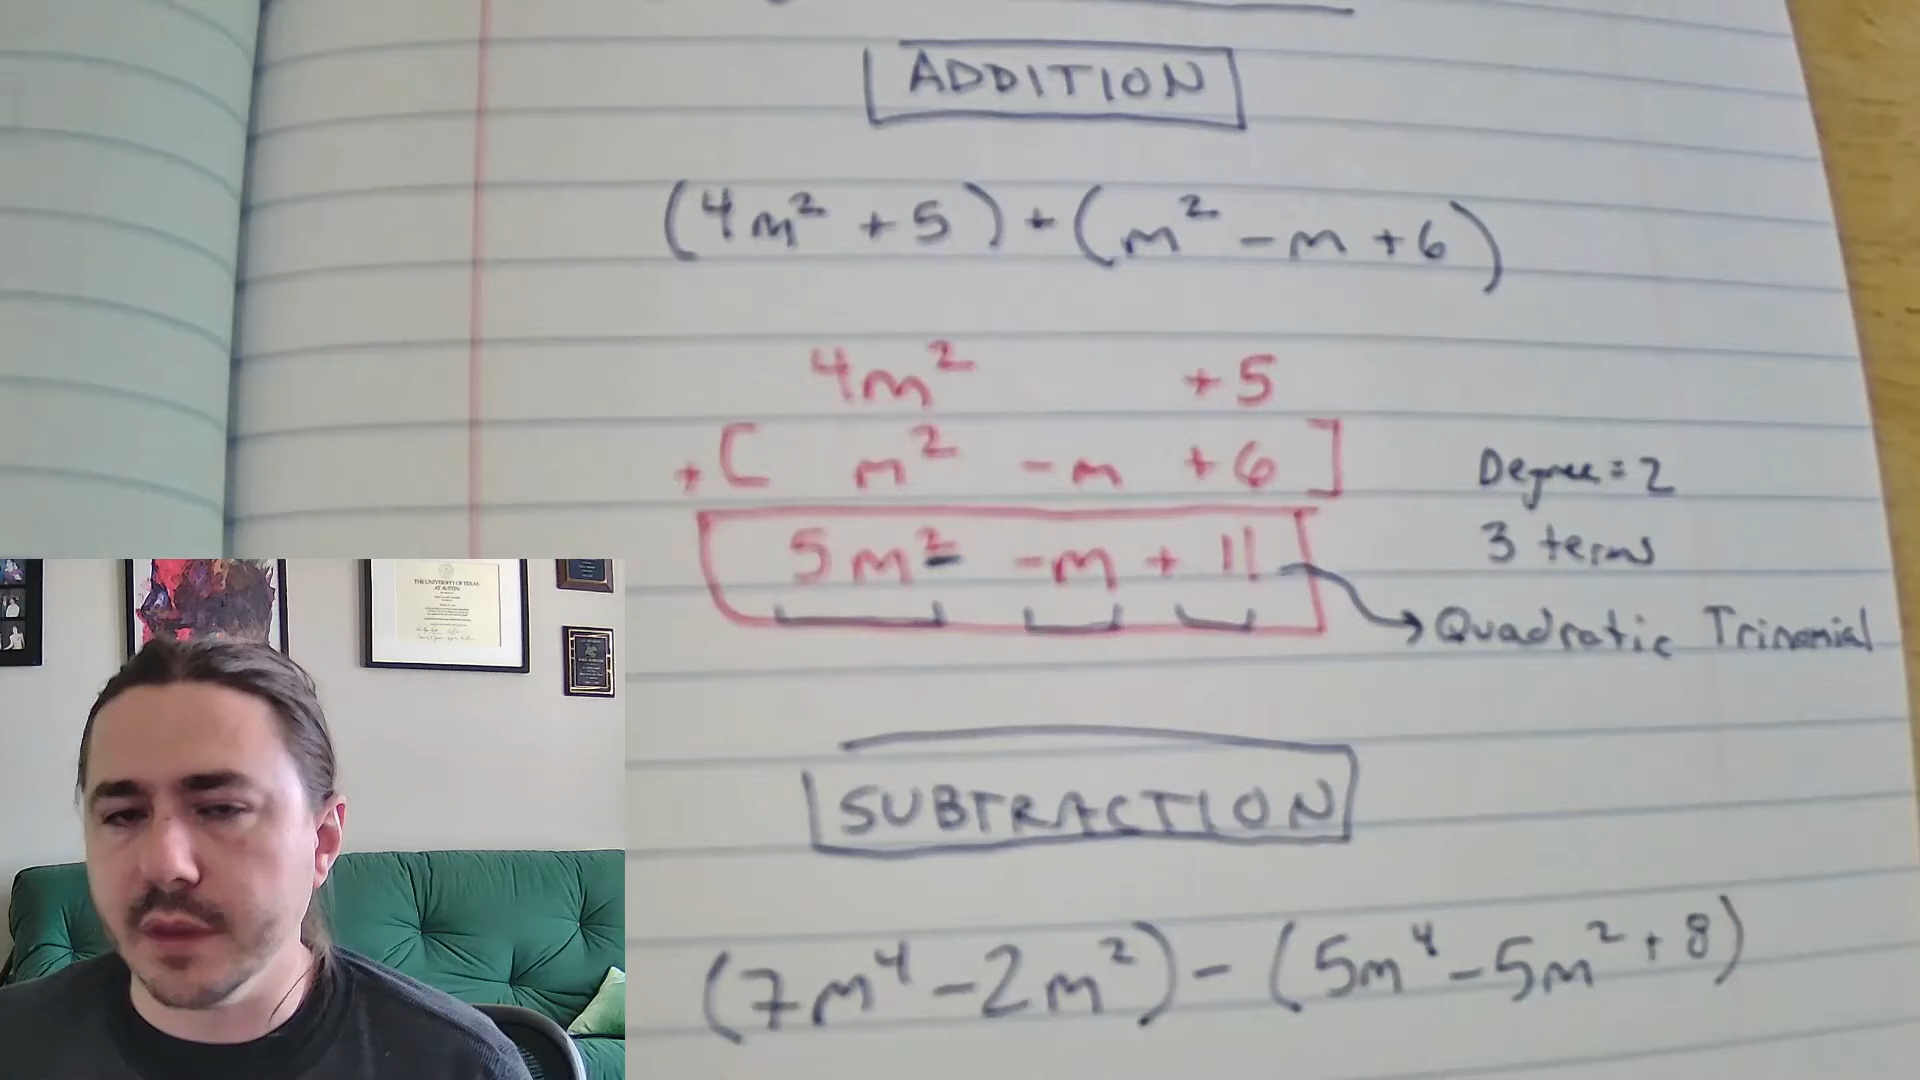 ADDITION
(4m² + 5) + (m² - m + 6)
4m² + 5
+ [ m² - m + 6 ]
Degree = 2
5m² - m + 11
3 terms
Quadratic Trinomial
THE UNIVERSITY OF TEXAS
AT AUSTIN
SUBTRACTION
(7m⁴ - 2m²) - (5m⁴ - 5m² + 8)